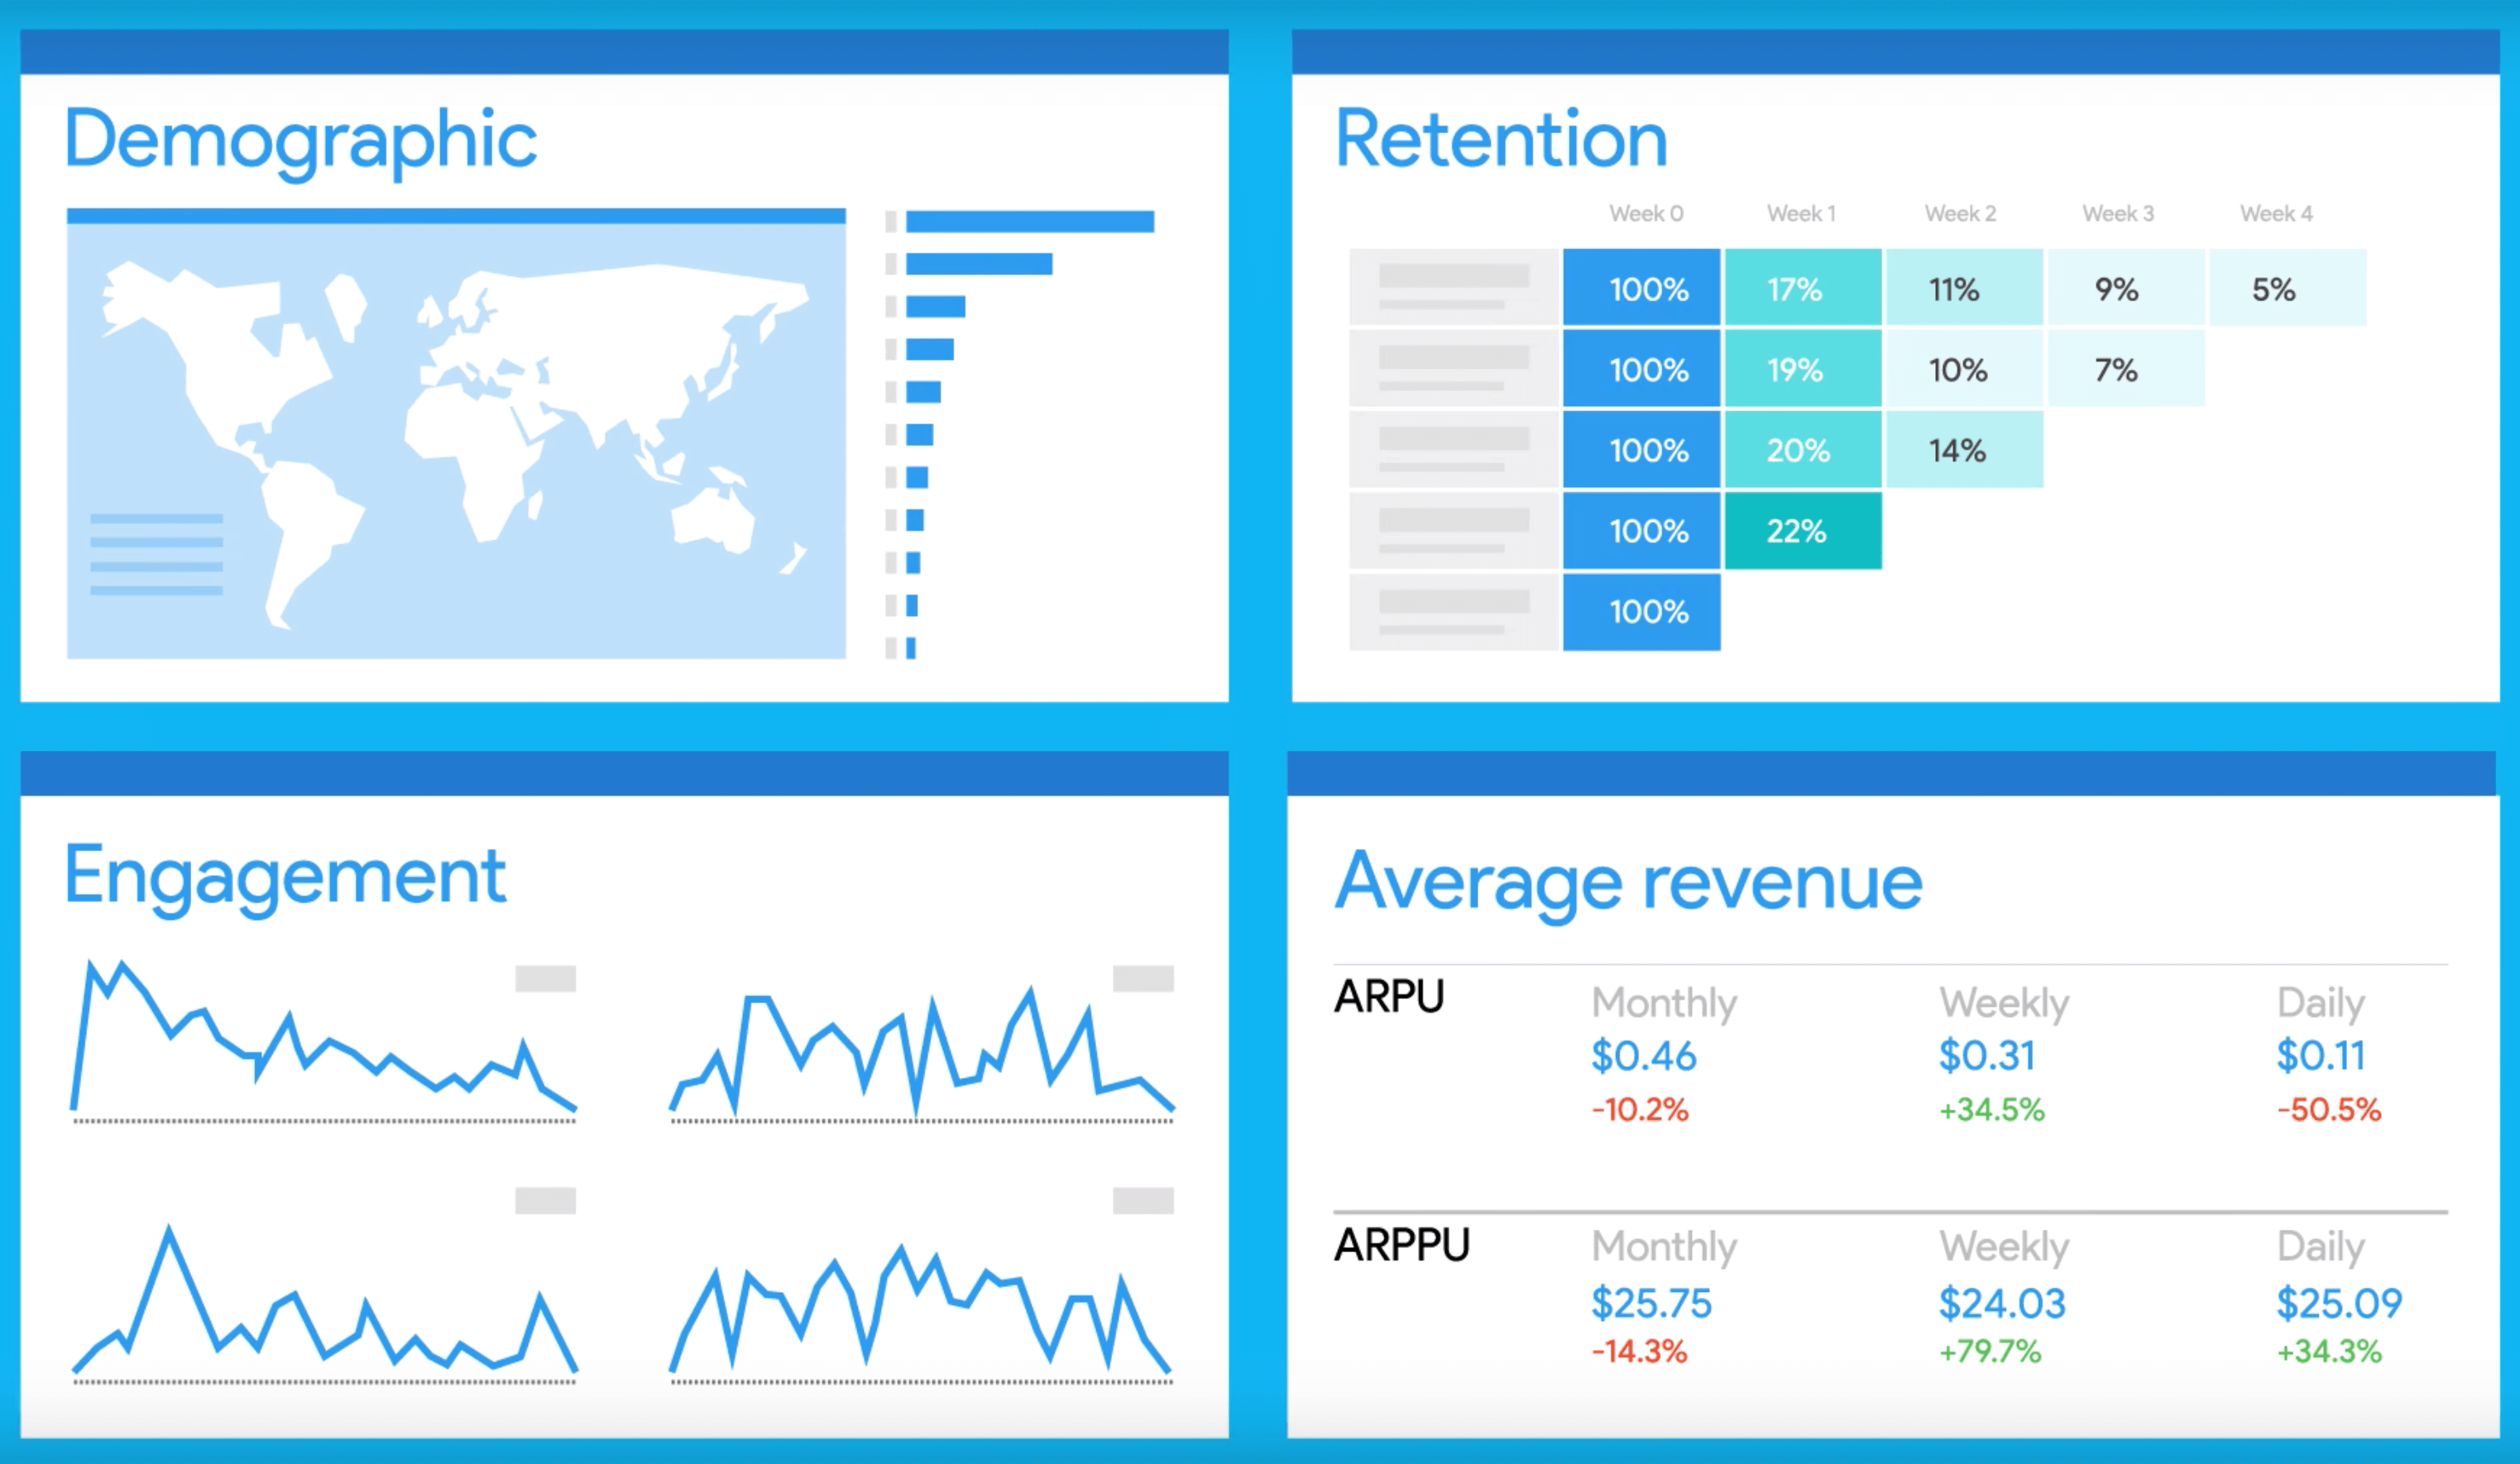 Demographic
Retention
Week 0 Week 1 Week 2 Week 3 Week 4
100% 17% 11% 9% 5%
100% 19% 10% 7%
100% 20% 14%
100% 22%
100%
Engagement
Average revenue
ARPU Monthly Weekly Daily
$0.46 $0.31 $0.11
-10.2% +34.5% -50.5%
ARPPU Monthly Weekly Daily
$25.75 $24.03 $25.09
-14.3% +79.7% +34.3%